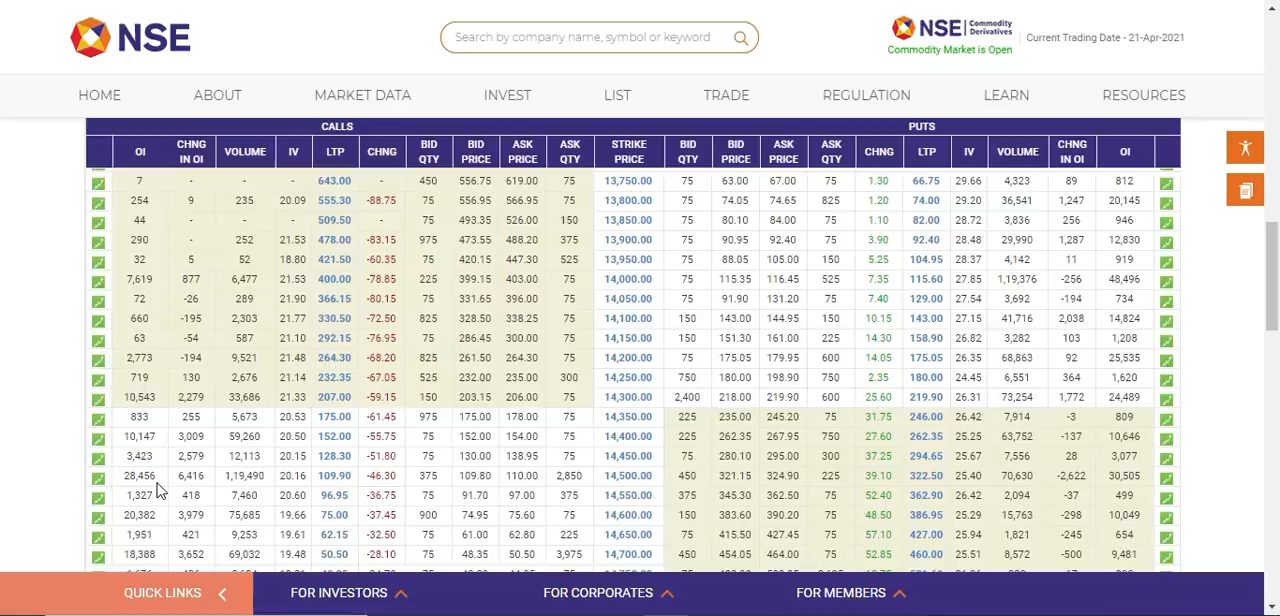 NSE
Search by company name, symbol or keyword
NSE Commodity Derivatives
Commodity Market is Open
Current Trading Date - 21-Apr-2021
HOME ABOUT MARKET DATA INVEST LIST TRADE REGULATION LEARN RESOURCES
CALLS PUTS
OI CHNG IN OI VOLUME IV LTP CHNG BID QTY BID PRICE ASK PRICE ASK QTY STRIKE PRICE BID QTY BID PRICE ASK PRICE ASK QTY CHNG LTP IV VOLUME CHNG IN OI OI
7 - - - 643.00 - 450 556.75 619.00 75 13,750.00 75 63.00 67.00 75 1.30 66.75 29.66 4,323 89 812
254 9 235 20.09 555.30 -88.75 75 556.95 566.95 75 13,800.00 75 74.05 74.65 825 1.20 74.00 29.20 36,541 1,247 20,145
44 - - - 509.50 - 75 493.35 526.00 150 13,850.00 75 80.10 84.00 75 1.10 82.00 28.72 3,836 256 946
290 - 252 21.53 478.00 -83.15 975 473.55 488.20 375 13,900.00 75 90.95 92.40 75 3.90 92.40 28.48 29,990 1,287 12,830
32 5 52 18.80 421.50 -60.35 75 420.15 447.30 525 13,950.00 75 88.05 105.00 150 5.25 104.95 28.37 4,142 11 919
7,619 877 6,477 21.53 400.00 -78.85 225 393.15 403.00 75 14,000.00 75 115.35 116.45 525 7.35 115.60 27.85 1,19,376 -256 48,496
72 -26 289 21.90 366.15 -80.15 75 331.65 396.00 75 14,050.00 75 91.90 131.20 75 7.40 129.00 27.54 3,692 -194 734
660 -195 2,303 21.77 330.50 -72.50 825 328.50 338.25 75 14,100.00 150 143.00 144.95 150 10.15 143.00 27.15 41,716 2,038 14,824
63 -54 587 21.10 292.15 -76.95 75 286.45 300.00 75 14,150.00 150 151.30 161.00 225 14.30 158.90 26.82 3,282 103 1,208
2,773 -194 9,521 21.48 264.30 -68.20 825 261.50 264.30 75 14,200.00 75 175.05 179.95 600 14.05 175.05 26.35 68,863 92 25,535
719 130 2,676 21.14 232.35 -67.05 525 232.00 235.00 300 14,250.00 750 180.00 198.90 750 2.35 180.00 24.45 6,551 364 1,620
10,543 2,279 33,686 21.01 207.00 -59.15 150 203.15 206.00 75 14,300.00 2,400 218.00 219.90 600 25.60 219.90 26.31 73,254 1,772 24,489
833 255 5,673 20.53 175.00 -61.45 975 175.00 178.00 75 14,350.00 225 235.00 245.20 75 31.75 246.00 26.42 7,914 -3 809
10,147 3,009 59,260 20.50 152.00 -55.75 75 152.00 154.00 75 14,400.00 225 262.35 267.95 750 27.60 262.35 25.25 63,752 -137 10,646
3,423 2,579 12,113 20.15 128.30 -51.80 75 130.00 138.95 75 14,450.00 75 280.10 295.00 300 37.25 294.65 25.67 7,556 28 3,077
28,456 6,416 1,19,490 20.16 109.90 -46.30 375 109.80 110.00 2,850 14,500.00 450 321.15 324.90 225 39.10 322.50 25.40 70,630 -2,622 30,505
1,327 418 7,460 20.60 96.95 -36.75 75 91.70 97.00 375 14,550.00 375 345.30 362.50 75 52.40 362.90 26.42 2,094 -37 499
20,382 3,979 75,685 19.66 75.00 -37.45 900 74.95 75.60 75 14,600.00 150 383.60 390.20 75 48.50 386.95 25.29 15,763 -298 10,049
1,951 421 9,253 19.61 62.15 -32.50 75 61.00 62.80 225 14,650.00 75 415.50 427.45 75 57.10 427.00 25.94 1,821 -245 654
18,388 3,652 69,032 19.48 50.50 -28.10 75 48.35 50.50 3,975 14,700.00 450 454.05 464.00 75 52.85 460.00 25.51 8,572 -500 9,481
QUICK LINKS FOR INVESTORS FOR CORPORATES FOR MEMBERS